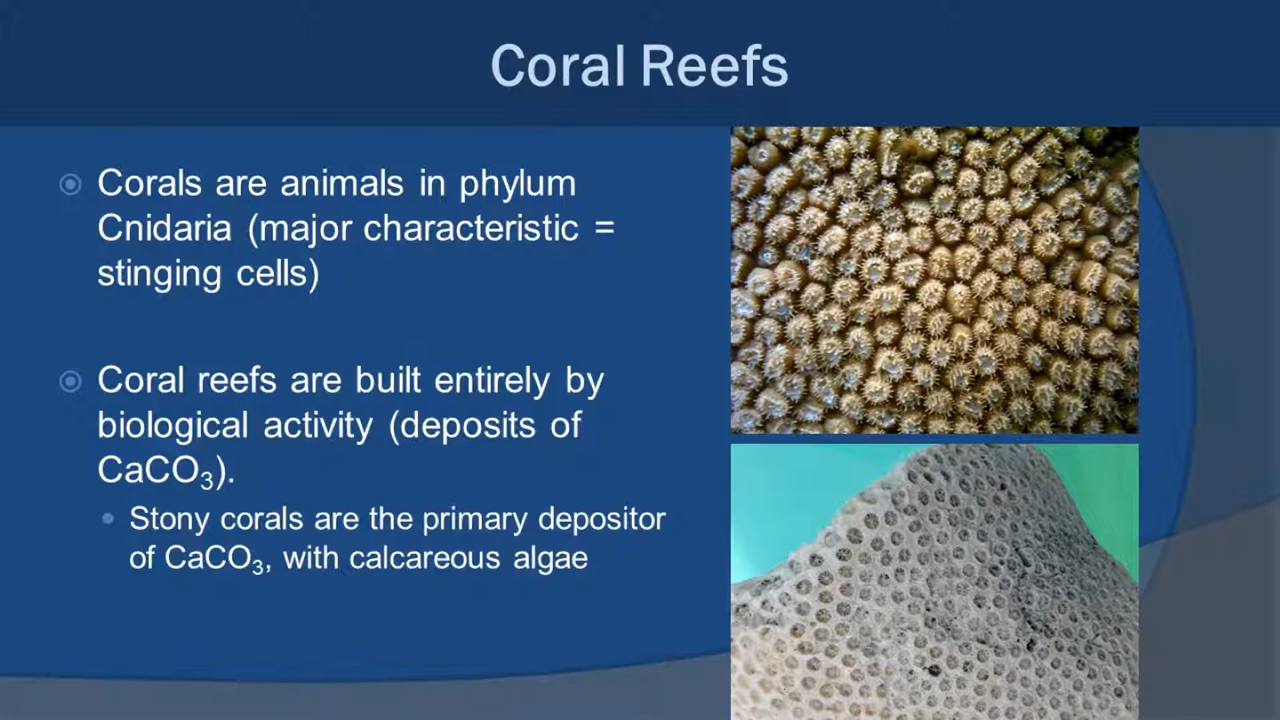 Coral Reefs
Corals are animals in phylum
Cnidaria (major characteristic =
stinging cells)
Coral reefs are built entirely by
biological activity (deposits of
CaCO₃).
Stony corals are the primary depositor
of CaCO₃, with calcareous algae